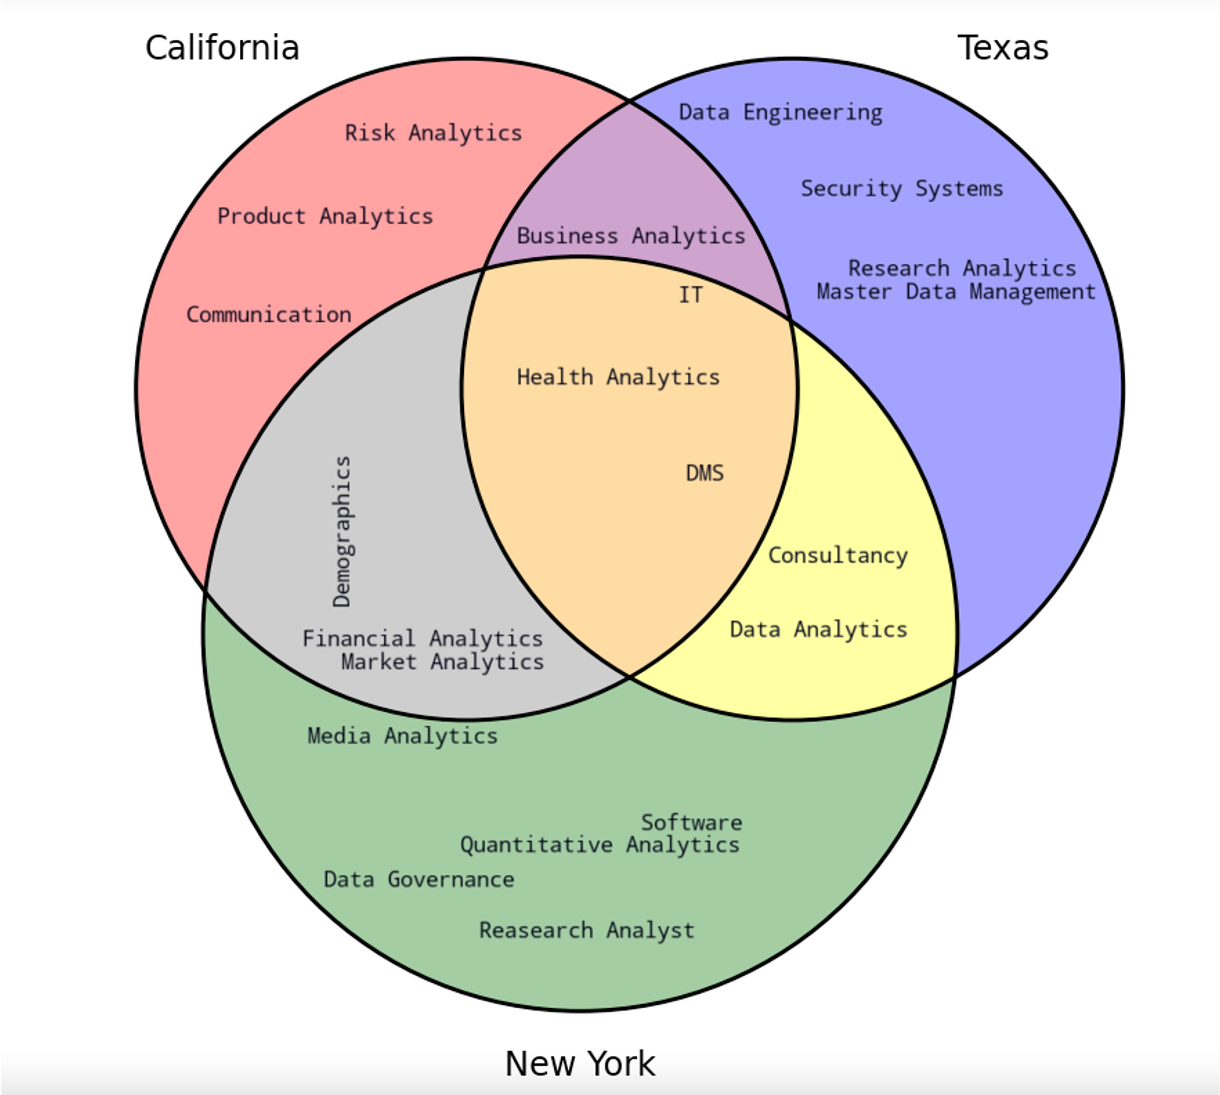 California
Texas
Risk Analytics
Data Engineering
Product Analytics
Security Systems
Business Analytics
Research Analytics
Master Data Management
Communication
IT
Health Analytics
DMS
Demographics
Consultancy
Data Analytics
Financial Analytics
Market Analytics
Media Analytics
Software
Quantitative Analytics
Data Governance
Reasearch Analyst
New York